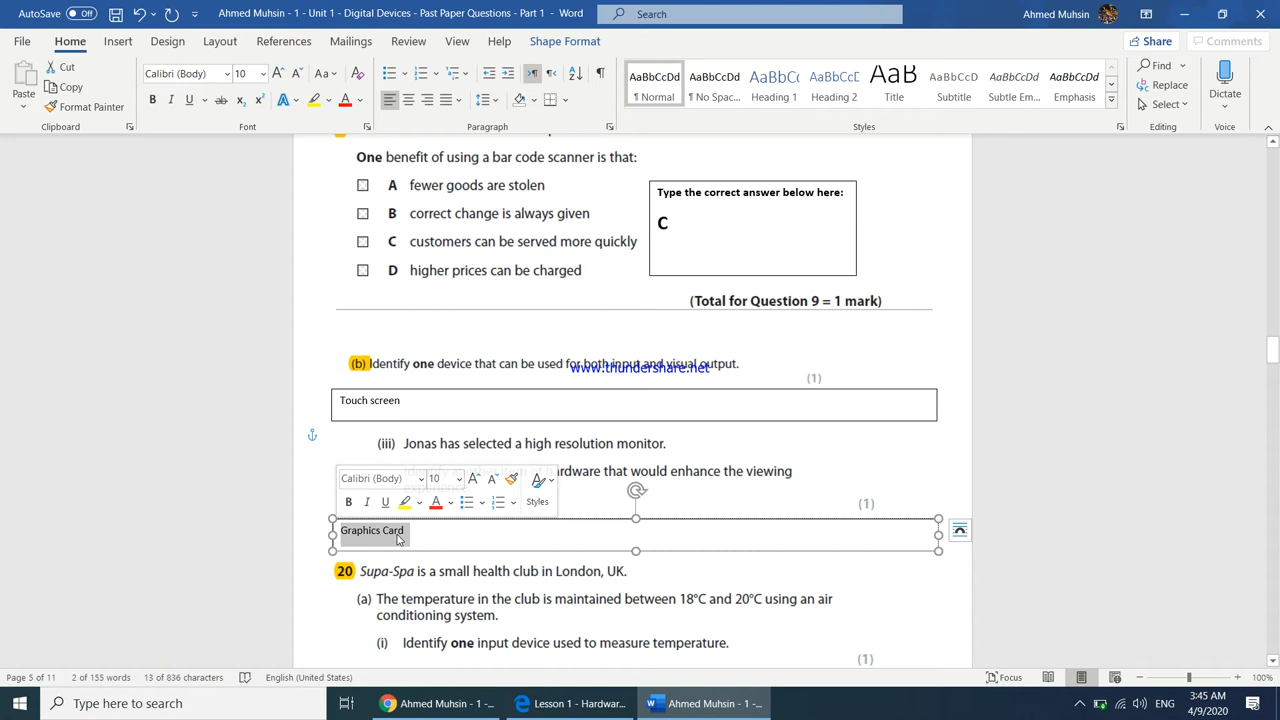 AutoSave Off
Ahmed Muhsin - 1 - Unit 1 - Digital Devices - Past Paper Questions - Part 1 - Word
Search
Ahmed Muhsin
File Home Insert Design Layout References Mailings Review View Help Shape Format
Share Comments
Paste
Cut
Copy
Format Painter
Calibri (Body) 10
AaBbCcDd AaBbCcDd AaBbC AaBbCcC AaB AaBbCcD AaBbCcDd AaBbCcDd
¶ Normal ¶ No Spac... Heading 1 Heading 2 Title Subtitle Subtle Em... Emphasis
Find
Replace
Select
Dictate
Clipboard Font Paragraph Styles Editing Voice
One benefit of using a bar code scanner is that:
A fewer goods are stolen
B correct change is always given
C customers can be served more quickly
D higher prices can be charged
Type the correct answer below here:
C
(Total for Question 9 = 1 mark)
(b) Identify one device that can be used for both input and visual output.
www.thundershare.net
(1)
Touch screen
(iii) Jonas has selected a high resolution monitor.
hardware that would enhance the viewing
(1)
Calibri (Body) 10
Styles
Graphics Card
20 Supa-Spa is a small health club in London, UK.
(a) The temperature in the club is maintained between 18°C and 20°C using an air
conditioning system.
(i) Identify one input device used to measure temperature.
(1)
Page 5 of 11 2 of 155 words 13 of 836 characters English (United States)
Focus
100%
Type here to search
Ahmed Muhsin - 1 -...
Lesson 1 - Hardwar...
Ahmed Muhsin - 1 -...
ENG
3:45 AM
4/9/2020